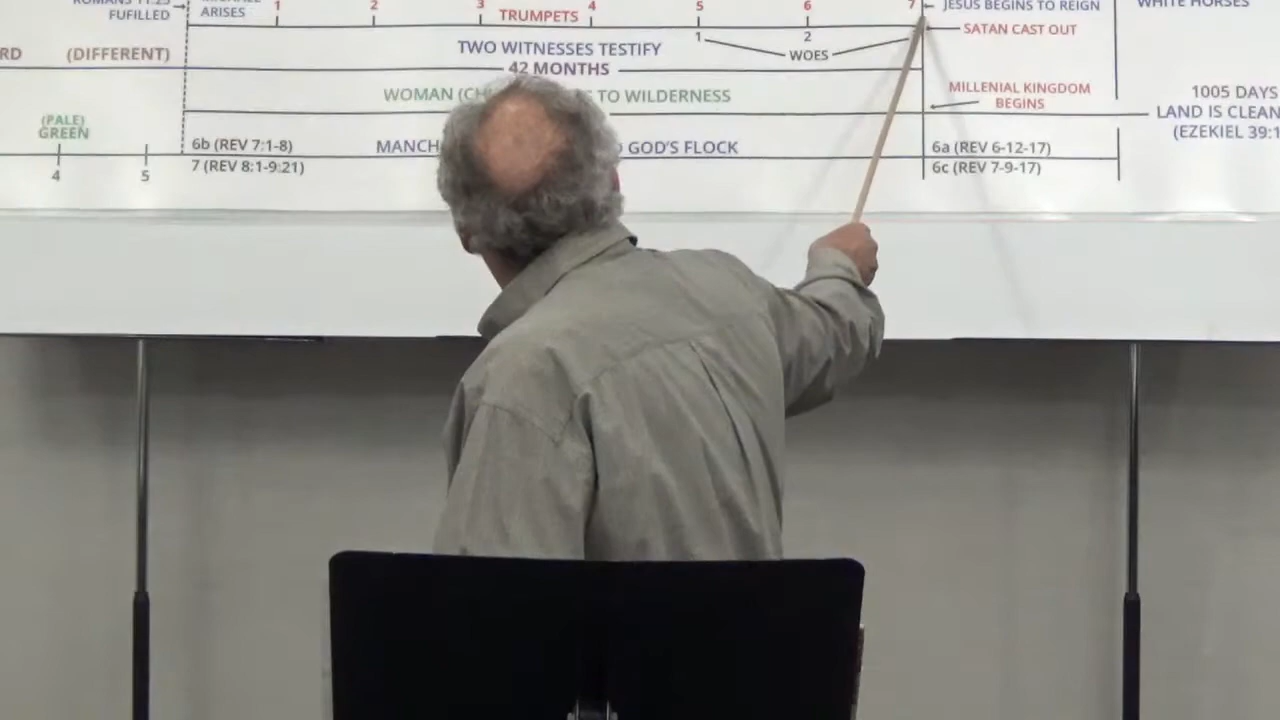 ROMANS 11:25
FUFILLED
ARISES
1 2 3 4 5 6 7
TRUMPETS
JESUS BEGINS TO REIGN
WHITE HORSES
SATAN CAST OUT
RD (DIFFERENT)
TWO WITNESSES TESTIFY
42 MONTHS
1 2
WOES
WOMAN TO WILDERNESS
MILLENIAL KINGDOM
BEGINS
1005 DAYS
LAND IS CLEAN
(EZEKIEL 39:1
(PALE)
GREEN
4 5
6b (REV 7:1-8)
7 (REV 8:1-9:21)
MANCH GOD'S FLOCK
6a (REV 6-12-17)
6c (REV 7-9-17)